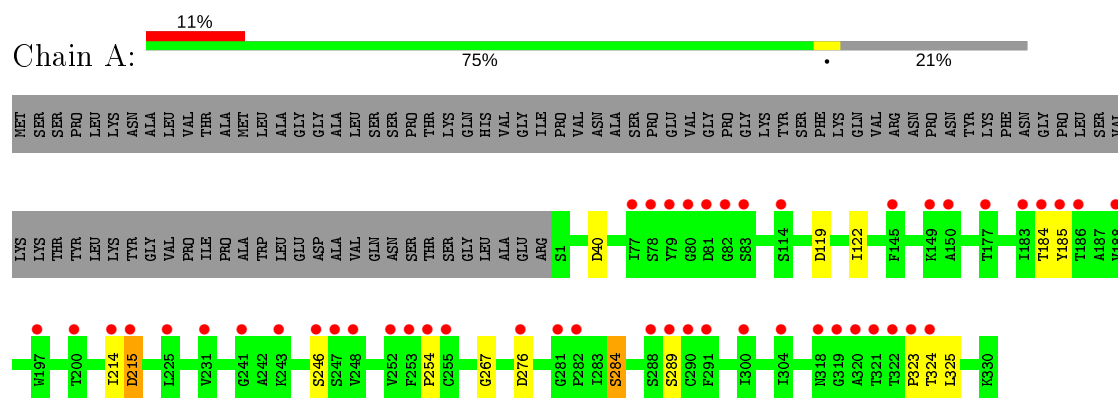 11%
Chain A:
75% • 21%
MET SER SER PRO LEU LYS ASN ALA LEU VAL THR ALA MET LEU ALA GLY GLY ALA LEU SER SER PRO THR LYS GLN HIS VAL GLY ILE PRO VAL ASN ALA SER PRO GLU VAL GLY PRO GLY LYS TYR SER PHE LYS GLN VAL ARG ASN PRO ASN TYR LYS PHE ASN GLY PRO LEU SER VAL
LYS LYS THR TYR LEU LYS TYR GLY VAL PRO ILE PRO ALA TRP LEU GLU ASP ALA VAL GLN ASN SER THR SER GLY LEU ALA GLU ARG S1 D40 I77 S78 Y79 G80 D81 G82 S83 S114 D119 I122 F145 K149 A150 T177 I183 T184 Y185 T186 A187 V188
W197 T200 I214 D215 L225 V231 G241 A242 K243 S246 S247 V248 V252 F253 P254 C255 G267 D276 G281 P282 I283 S284 S288 S289 C290 F291 I300 I304 N318 G319 A320 T321 T322 P323 T324 L325 K330